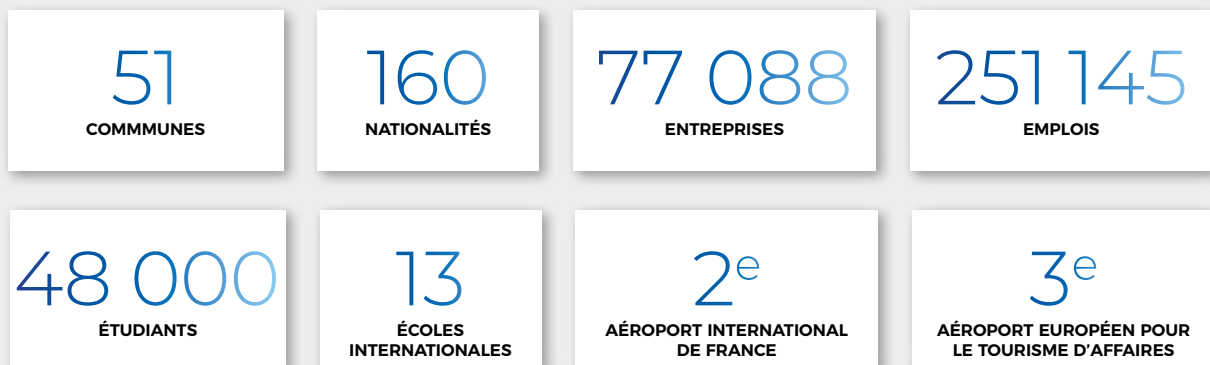 51
COMMMUNES
160
NATIONALITÉS
77 088
ENTREPRISES
251 145
EMPLOIS
48 000
ÉTUDIANTS
13
ÉCOLES
INTERNATIONALES
2e
AÉROPORT INTERNATIONAL
DE FRANCE
3e
AÉROPORT EUROPÉEN POUR
LE TOURISME D'AFFAIRES